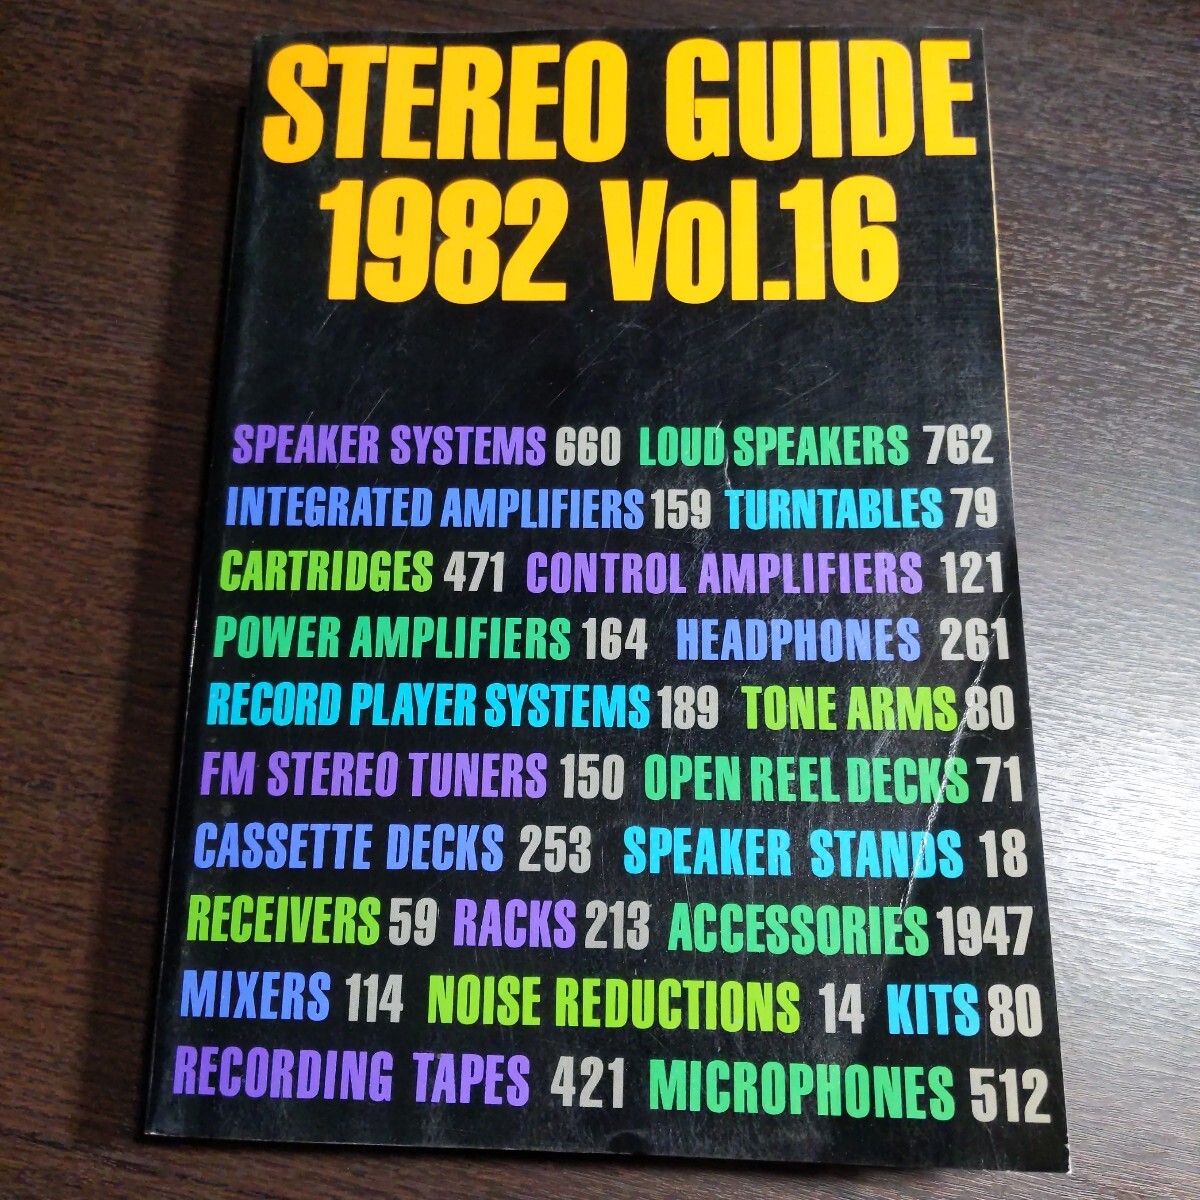 STEREO GUIDE
1982 Vol.16
SPEAKER SYSTEMS 660 LOUD SPEAKERS 762
INTEGRATED AMPLIFIERS 159 TURNTABLES 79
CARTRIDGES 471 CONTROL AMPLIFIERS 121
POWER AMPLIFIERS 164 HEADPHONES 261
RECORD PLAYER SYSTEMS 189 TONE ARMS 80
FM STEREO TUNERS 150 OPEN REEL DECKS 71
CASSETTE DECKS 253 SPEAKER STANDS 18
RECEIVERS 59 RACKS 213 ACCESSORIES 1947
MIXERS 114 NOISE REDUCTIONS 14 KITS 80
RECORDING TAPES 421 MICROPHONES 512